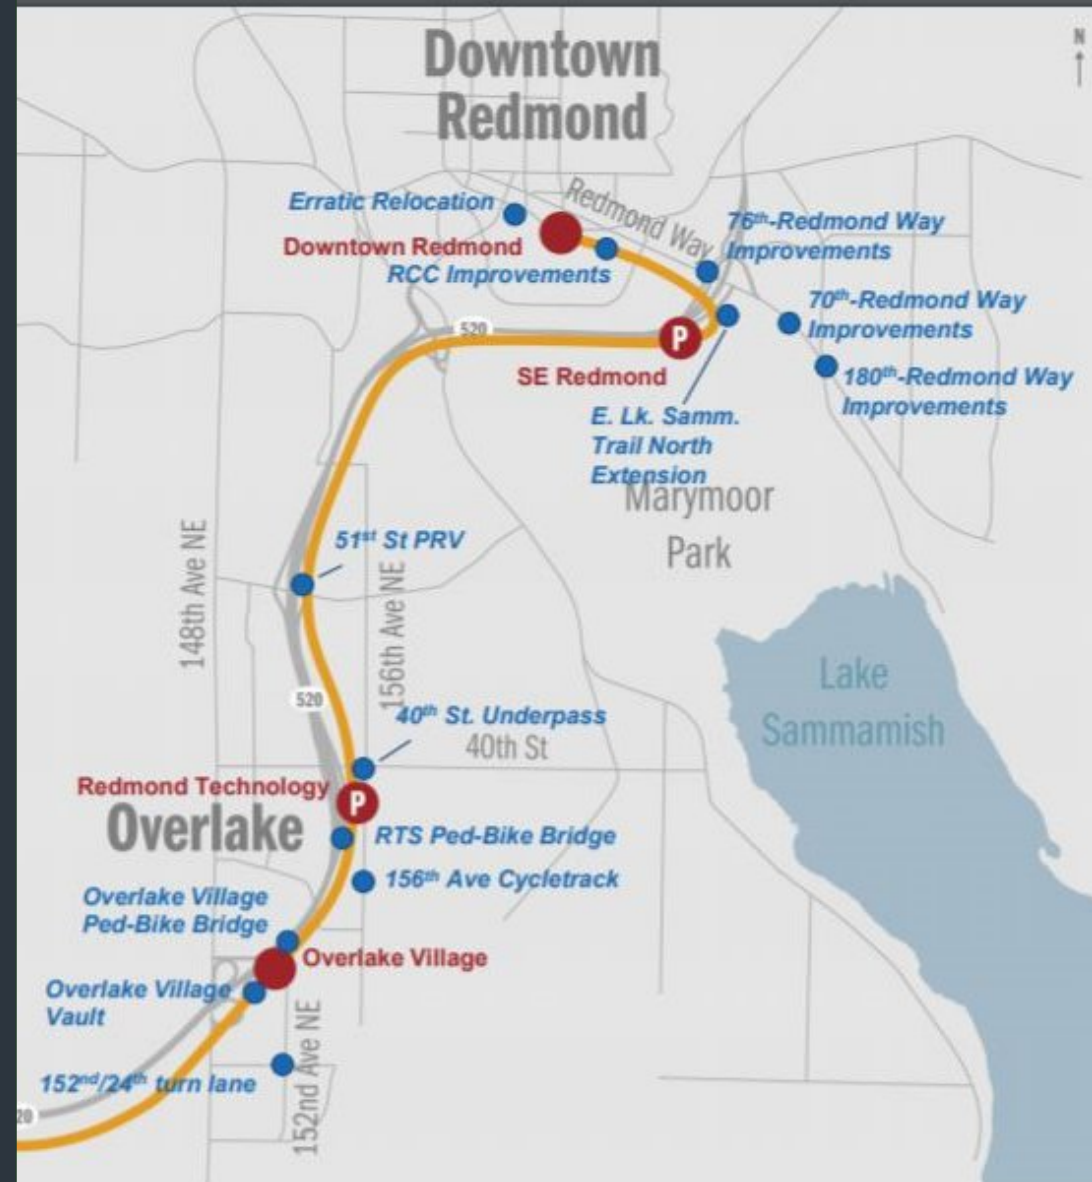 Downtown
Redmond
N
Erratic Relocation
Redmond Way
76th-Redmond Way
Improvements
Downtown Redmond
RCC Improvements
70th-Redmond Way
Improvements
520
P
SE Redmond
180th-Redmond Way
Improvements
E. Lk. Samm.
Trail North
Extension
Marymoor
Park
148th Ave NE
51st St PRV
156th Ave NE
Lake
Sammamish
520
40th St. Underpass
40th St
Redmond Technology
P
Overlake
RTS Ped-Bike Bridge
156th Ave Cycletrack
Overlake Village
Ped-Bike Bridge
Overlake Village
Overlake Village
Vault
152nd Ave NE
152nd/24th turn lane
20